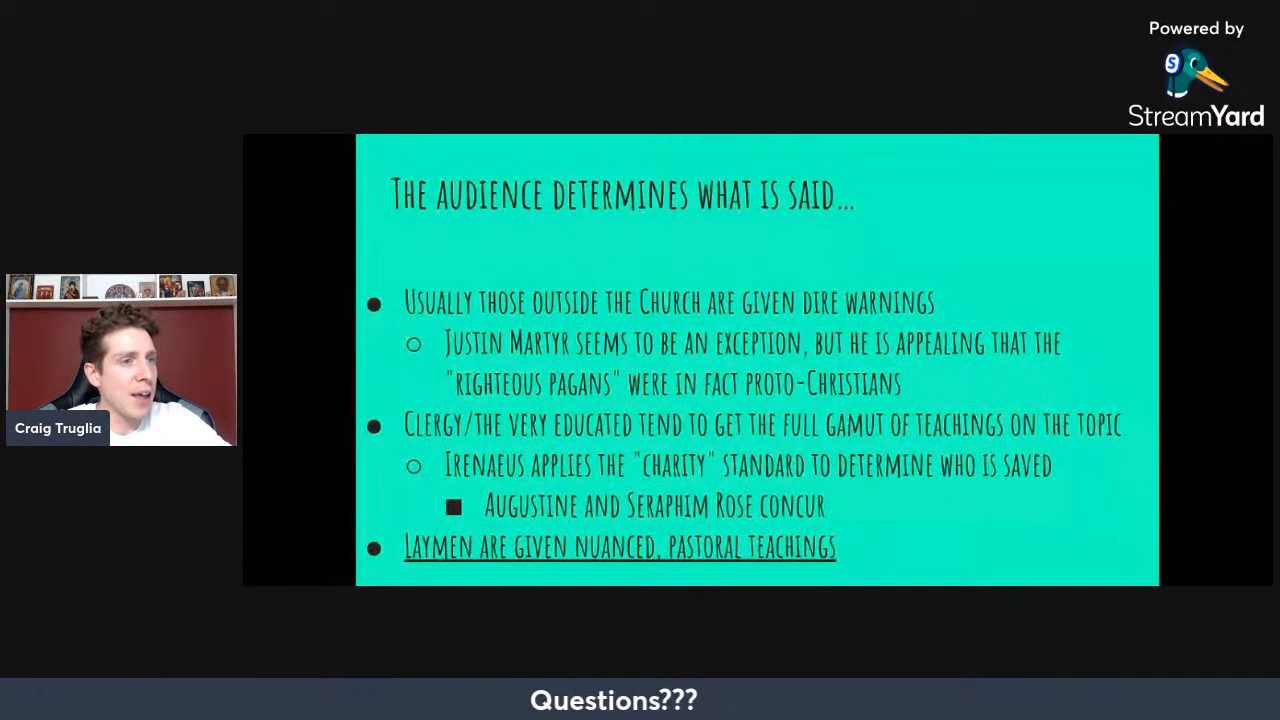 Powered by
S
StreamYard
THE AUDIENCE DETERMINES WHAT IS SAID...
USUALLY THOSE OUTSIDE THE CHURCH ARE GIVEN DIRE WARNINGS
JUSTIN MARTYR SEEMS TO BE AN EXCEPTION, BUT HE IS APPEALING THAT THE
"RIGHTEOUS PAGANS" WERE IN FACT PROTO-CHRISTIANS
CLERGY/THE VERY EDUCATED TEND TO GET THE FULL GAMUT OF TEACHINGS ON THE TOPIC
IRENAEUS APPLIES THE "CHARITY" STANDARD TO DETERMINE WHO IS SAVED
AUGUSTINE AND SERAPHIM ROSE CONCUR
LAYMEN ARE GIVEN NUANCED, PASTORAL TEACHINGS
Craig Truglia
Questions???